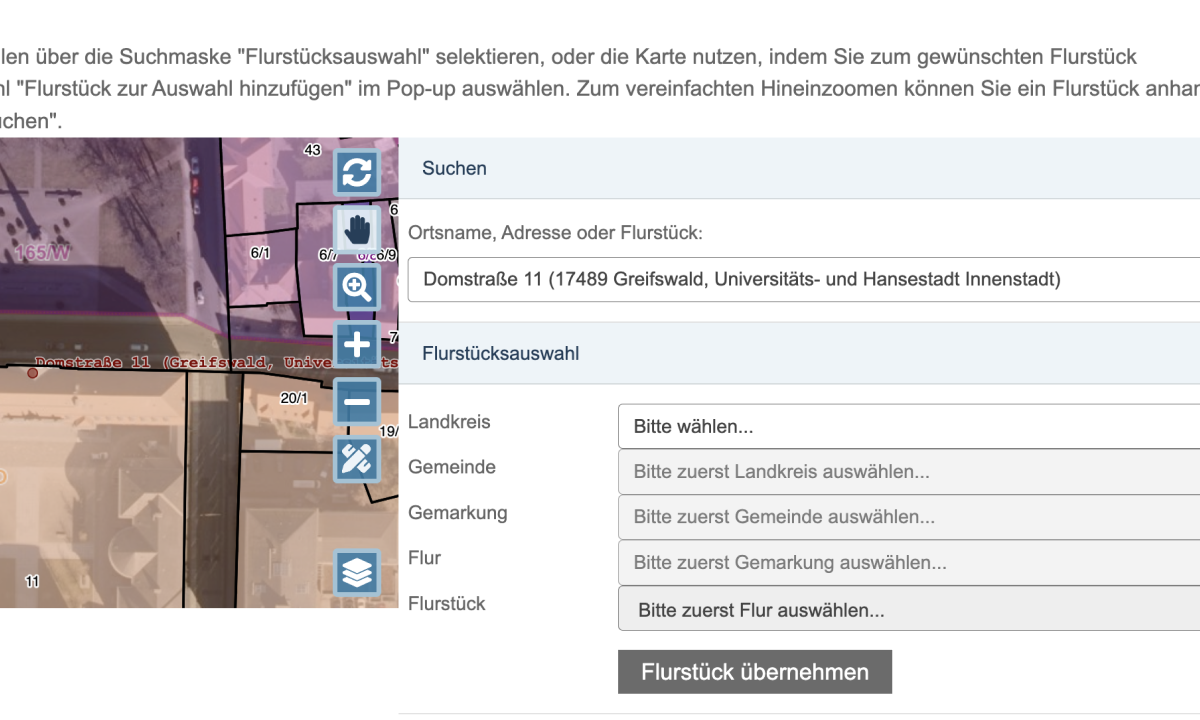 len über die Suchmaske "Flurstücksauswahl" selektieren, oder die Karte nutzen, indem Sie zum gewünschten Flurstück
hl "Flurstück zur Auswahl hinzufügen" im Pop-up auswählen. Zum vereinfachten Hineinzoomen können Sie ein Flurstück anhan
uchen".
43
6
165/W
6/1
6/7
6/9
7
Domstraße 11 (Greifswald, Unive
ts
20/1
19/
11
Suchen
Ortsname, Adresse oder Flurstück:
Domstraße 11 (17489 Greifswald, Universitäts- und Hansestadt Innenstadt)
Flurstücksauswahl
Landkreis
Bitte wählen...
Gemeinde
Bitte zuerst Landkreis auswählen...
Gemarkung
Bitte zuerst Gemeinde auswählen...
Flur
Bitte zuerst Gemarkung auswählen...
Flurstück
Bitte zuerst Flur auswählen...
Flurstück übernehmen